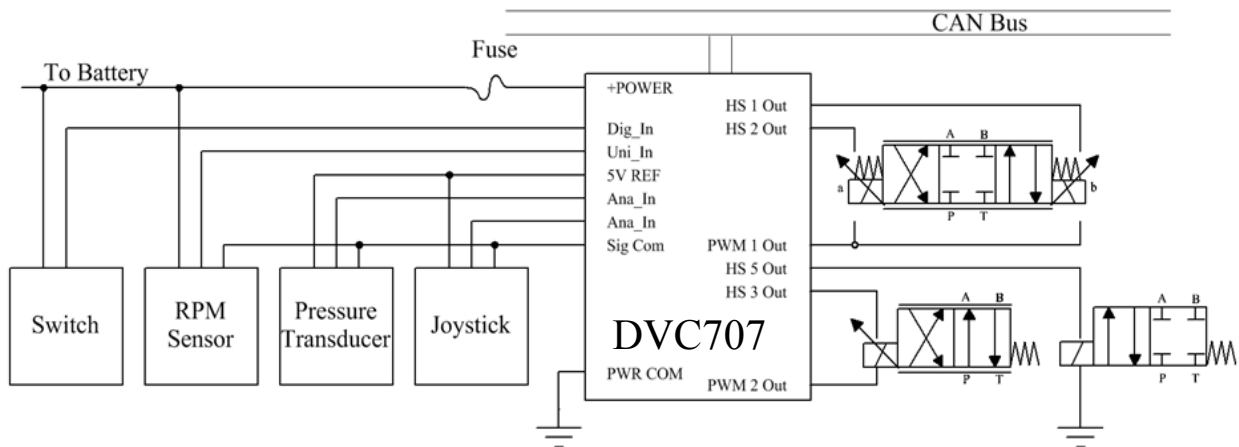 CAN Bus
Fuse
To Battery
+POWER
HS 1 Out
HS 2 Out
Dig_In
Uni_In
5V REF
Ana_In
Ana_In
Sig Com
PWM 1 Out
HS 5 Out
HS 3 Out
DVC707
PWR COM
PWM 2 Out
Switch
RPM
Sensor
Pressure
Transducer
Joystick
A B
a b
P T
A B
P T
A B
P T